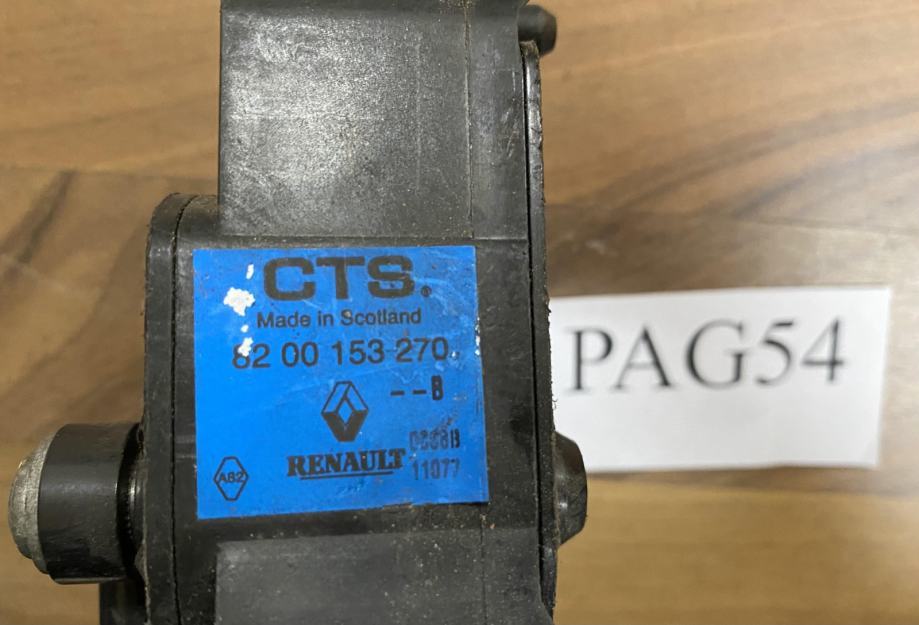 CTS®
Made in Scotland
82 00 153 270
--B
RENAULT
11077
A82
PAG54